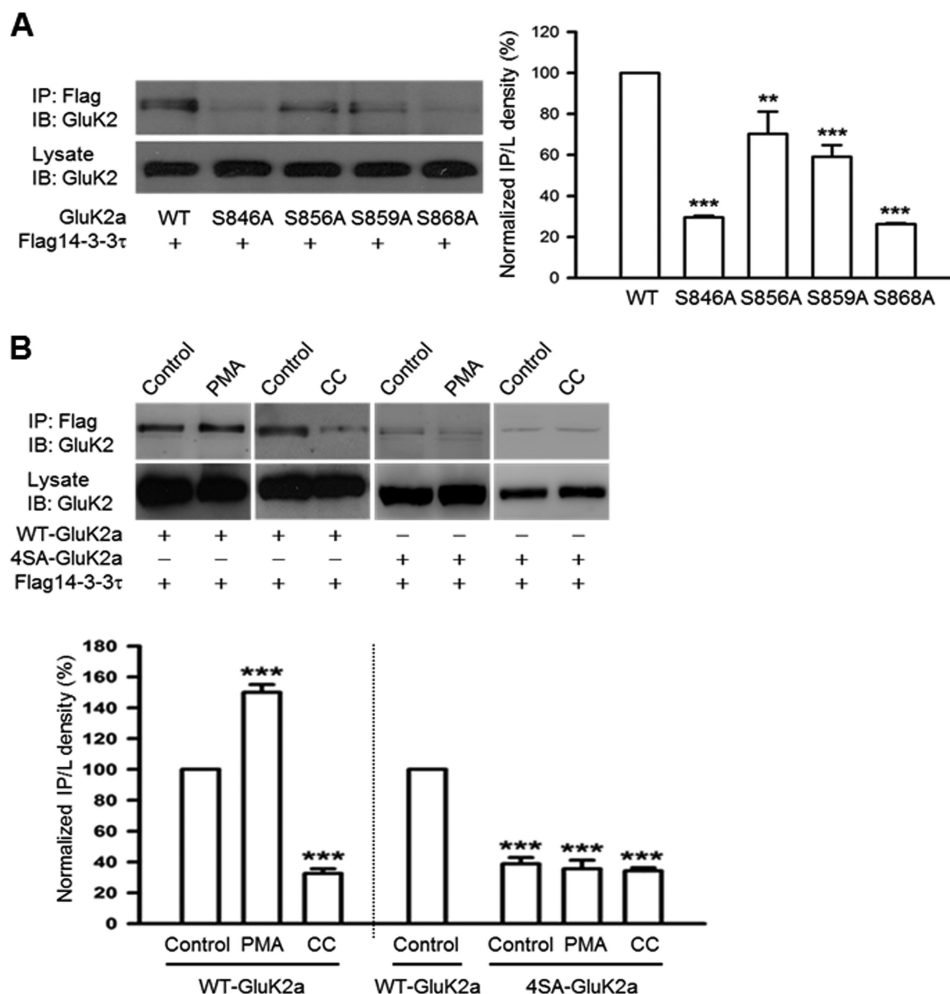 A
IP: Flag
IB: GluK2
Lysate
IB: GluK2
GluK2a WT S846A S856A S859A S868A
Flag14-3-3τ + + + + +
Normalized IP/L density (%)
120
100
80
60
40
20
0
** *** *** ***
WT S846A S856A S859A S868A
B
Control PMA Control CC Control PMA Control CC
IP: Flag
IB: GluK2
Lysate
IB: GluK2
WT-GluK2a + + + + − − − −
4SA-GluK2a − − − − + + + +
Flag14-3-3τ + + + + + + + +
Normalized IP/L density (%)
180
160
140
120
100
80
60
40
20
0
*** *** *** *** ***
Control PMA CC Control Control PMA CC
WT-GluK2a WT-GluK2a 4SA-GluK2a